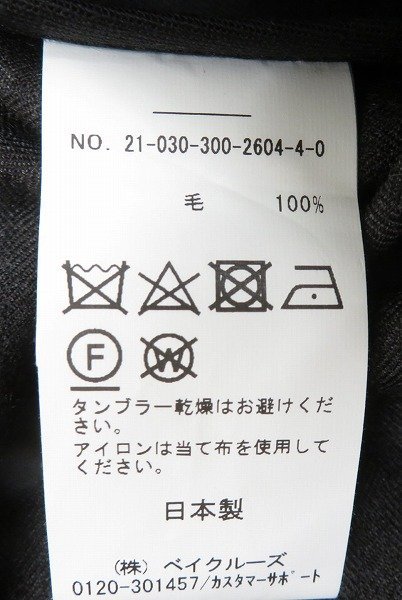 NO. 21-030-300-2604-4-0
毛 100%
F W
タンブラー乾燥はお避けくだ
さい。
アイロンは当て布を使用して
ください。
日本製
(株) ベイクルーズ
0120-301457/カスタマーサポート